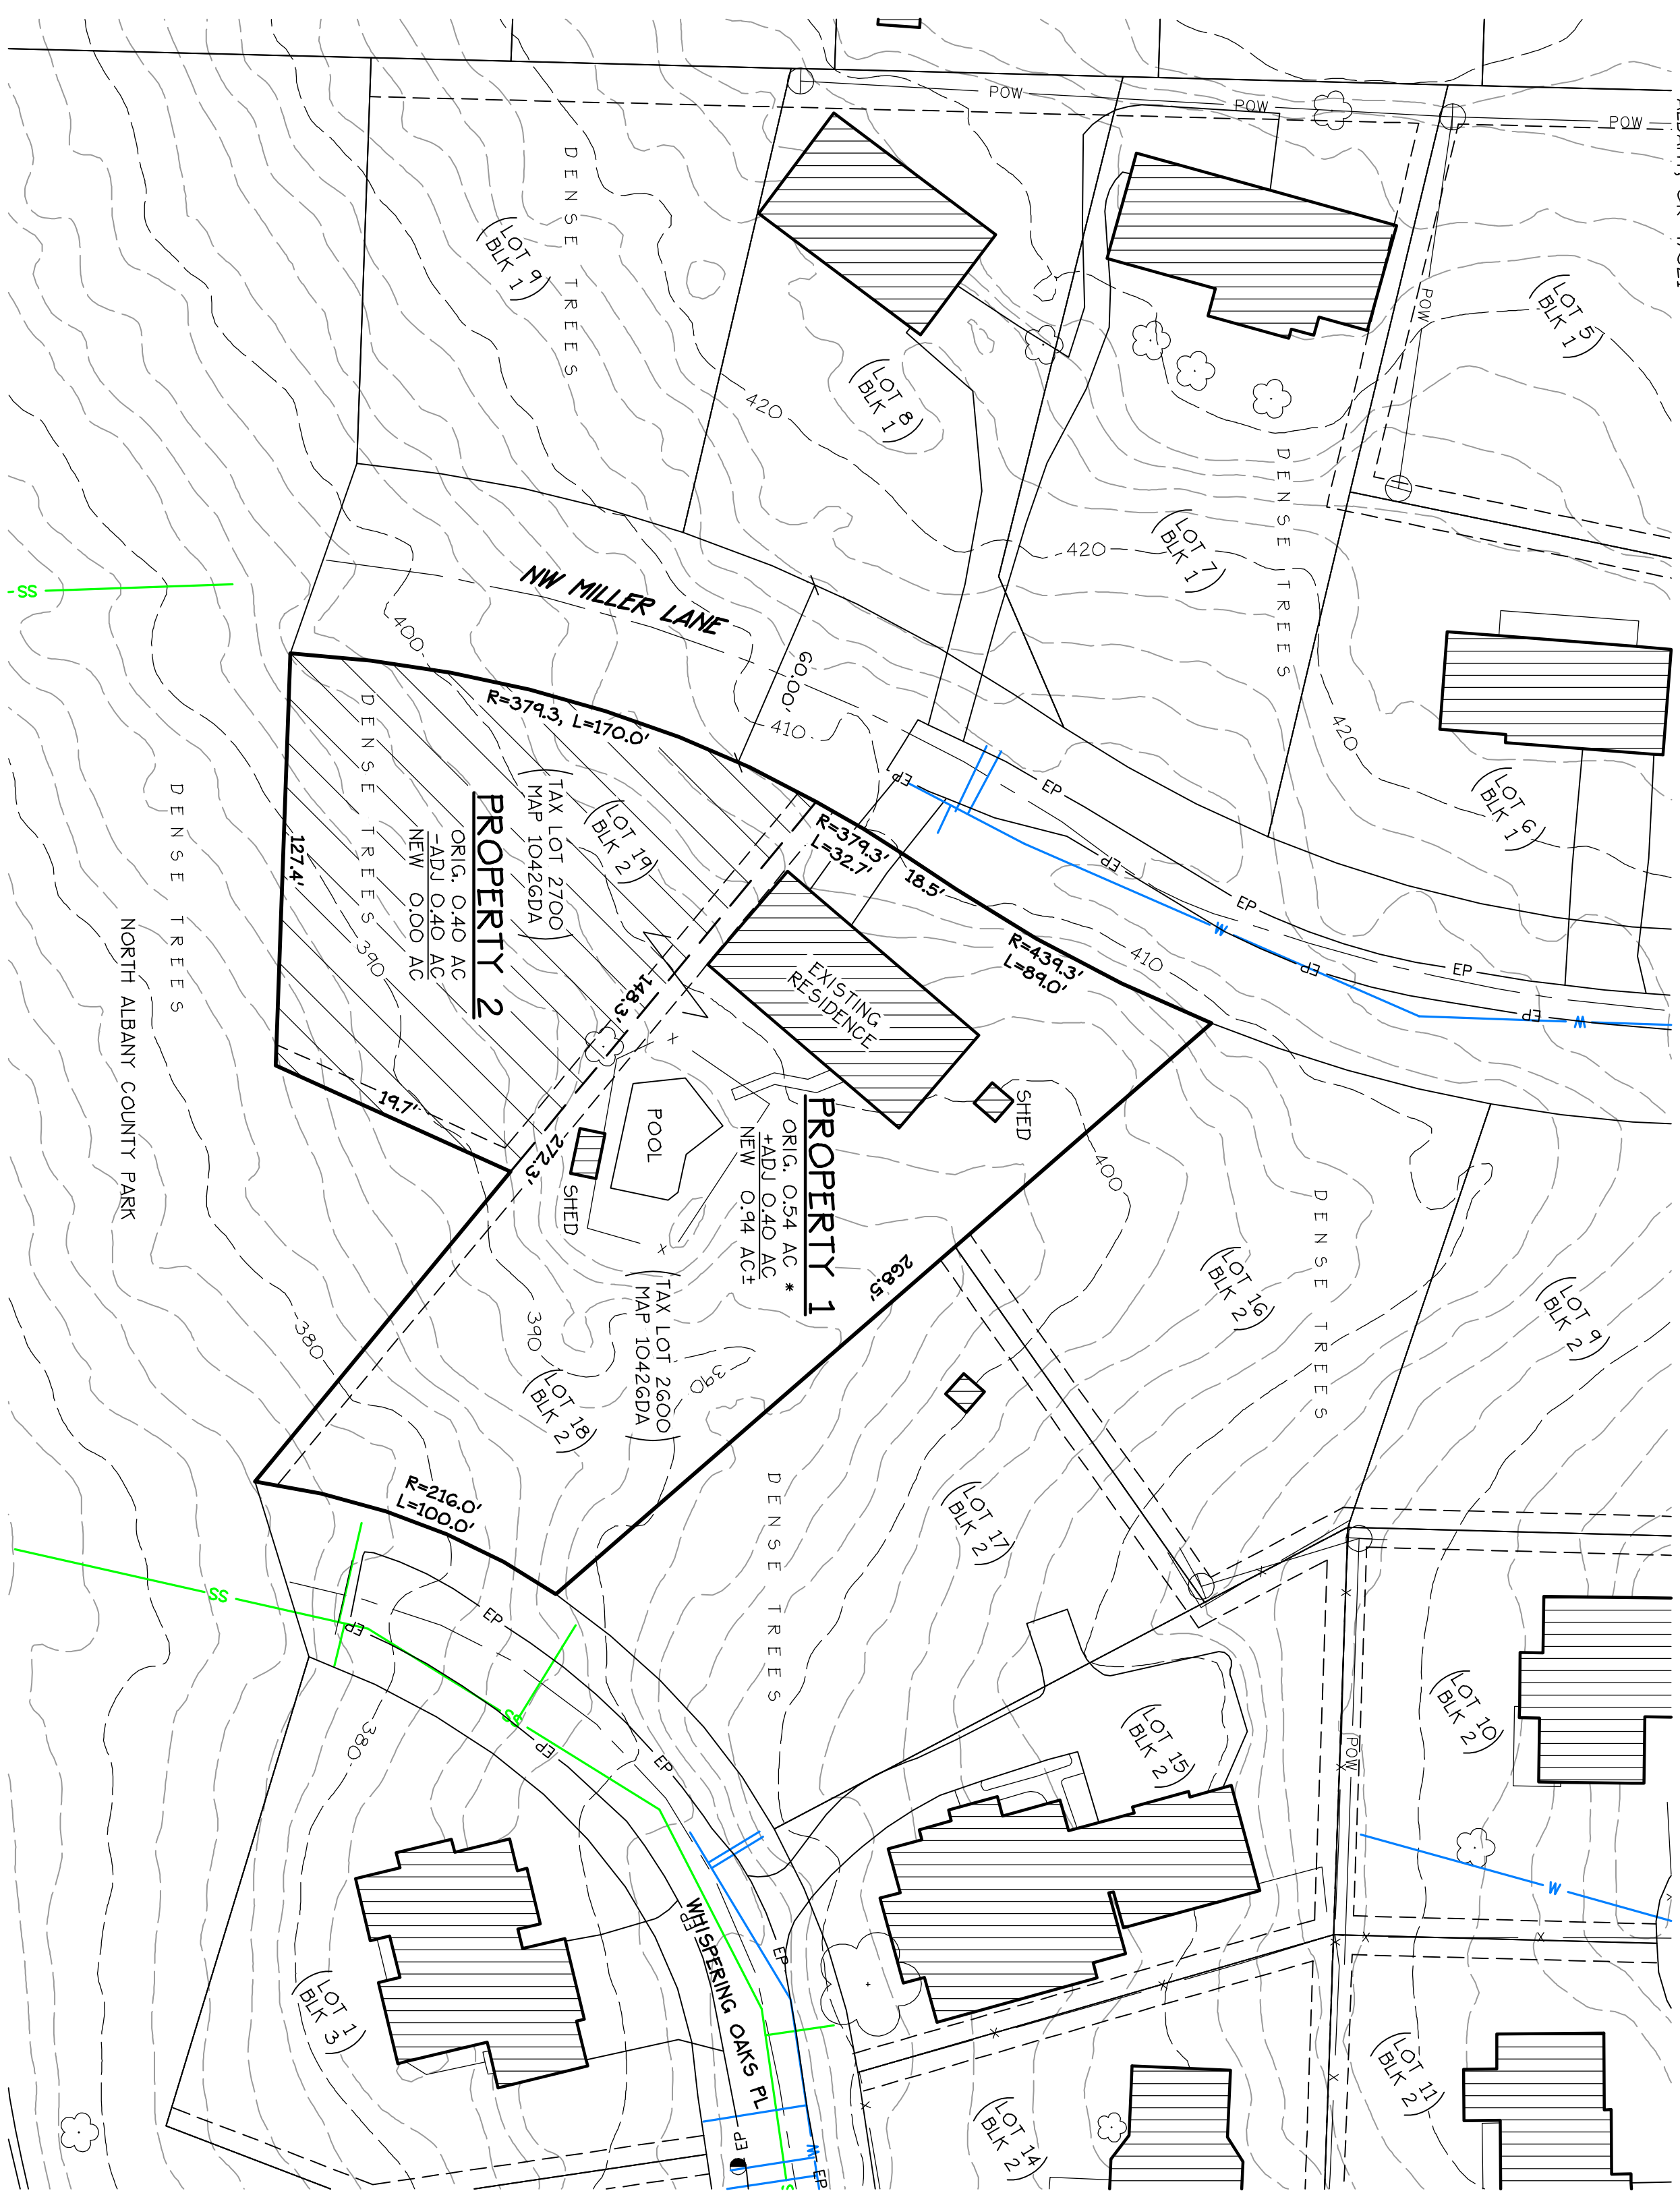 POW
POW
POW
POW
DENSE TREES
(LOT 9
BLK 1)
(LOT 8
BLK 1)
(LOT 7
BLK 1)
(LOT 5
BLK 1)
(LOT 6
BLK 1)
420
420
420
DENSE TREES
SS
NW MILLER LANE
60.00'
400
410
410
R=379.3, L=170.0'
R=379.3'
L=32.7'
18.5'
R=439.3'
L=89.0'
EP
EP
EP
EP
EP
EP
EP
W
W
DENSE TREES
(TAX LOT 2700
MAP 10426DA)
(LOT 19
BLK 2)
PROPERTY 2
ORIG. 0.40 AC
-ADJ 0.40 AC
NEW 0.00 AC
127.4'
19.7'
390
148.3'
272.3'
DENSE TREES
NORTH ALBANY COUNTY PARK
EXISTING
RESIDENCE
SHED
POOL
SHED
PROPERTY 1
ORIG. 0.54 AC *
+ADJ 0.40 AC
NEW 0.94 AC±
(TAX LOT 2600
MAP 10426DA)
(LOT 18
BLK 2)
268.5'
400
390
390
380
R=216.0'
L=100.0'
(LOT 16
BLK 2)
(LOT 9
BLK 2)
DENSE TREES
(LOT 17
BLK 2)
DENSE TREES
SS
SS
EP
EP
EP
EP
EP
EP
EP
EP
380
(LOT 15
BLK 2)
(LOT 10
BLK 2)
POW
W
W
WHISPERING OAKS PL
(LOT 1
BLK 3)
(LOT 14
BLK 2)
(LOT 11
BLK 2)